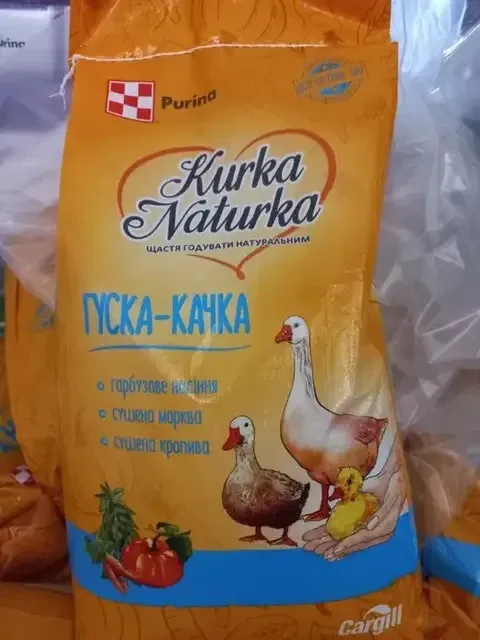 Purina
Kurka
Naturka
ЩАСТЯ ГОДУВАТИ НАТУРАЛЬНИМ
ГУСКА-КАЧКА
• гарбузове насіння
• сушена морква
• сушена кропива
Cargill